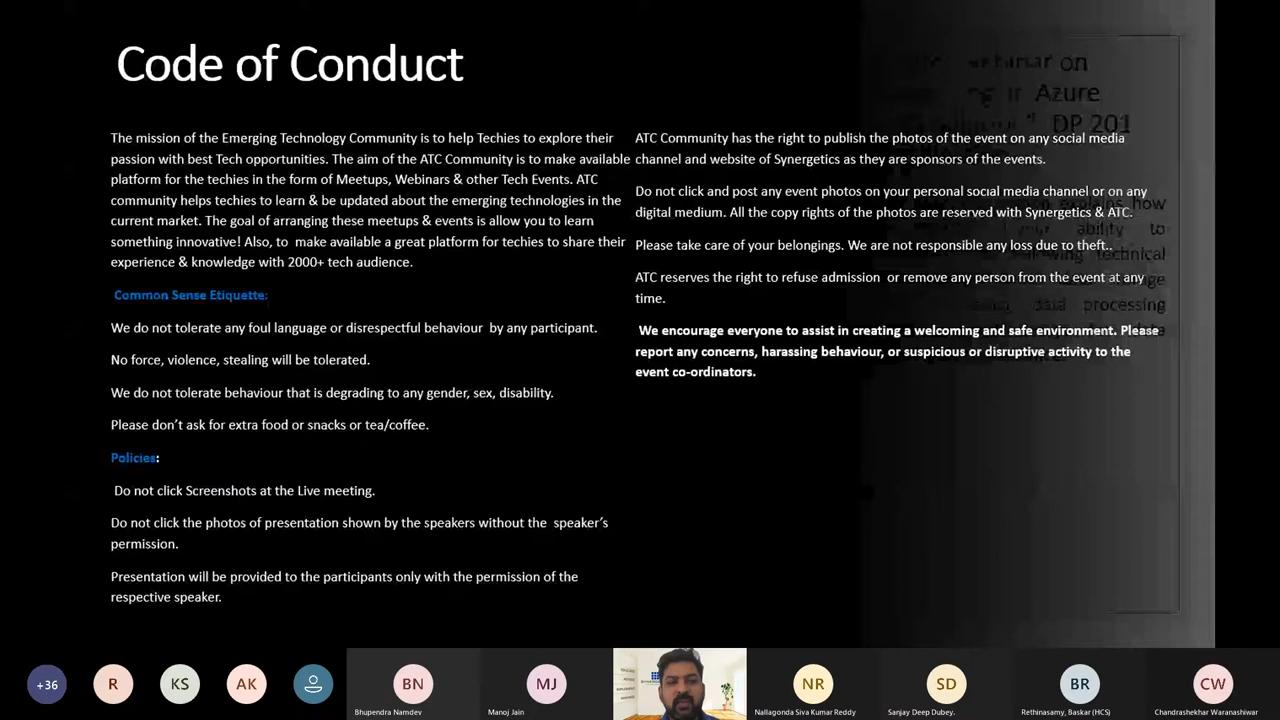 Code of Conduct
The mission of the Emerging Technology Community is to help Techies to explore their
passion with best Tech opportunities. The aim of the ATC Community is to make available
platform for the techies in the form of Meetups, Webinars & other Tech Events. ATC
community helps techies to learn & be updated about the emerging technologies in the
current market. The goal of arranging these meetups & events is allow you to learn
something innovative! Also, to make available a great platform for techies to share their
experience & knowledge with 2000+ tech audience.
Common Sense Etiquette:
We do not tolerate any foul language or disrespectful behaviour by any participant.
No force, violence, stealing will be tolerated.
We do not tolerate behaviour that is degrading to any gender, sex, disability.
Please don't ask for extra food or snacks or tea/coffee.
Policies:
Do not click Screenshots at the Live meeting.
Do not click the photos of presentation shown by the speakers without the speaker's
permission.
Presentation will be provided to the participants only with the permission of the
respective speaker.
ATC Community has the right to publish the photos of the event on any social media
channel and website of Synergetics as they are sponsors of the events.
Do not click and post any event photos on your personal social media channel or on any
digital medium. All the copy rights of the photos are reserved with Synergetics & ATC.
Please take care of your belongings. We are not responsible any loss due to theft..
ATC reserves the right to refuse admission or remove any person from the event at any
time.
We encourage everyone to assist in creating a welcoming and safe environment. Please
report any concerns, harassing behaviour, or suspicious or disruptive activity to the
event co-ordinators.
on
Azure
DP 201
explains how
ability to
technical
data processing
+36
R
KS
AK
BN
Bhupendra Namdev
MJ
Manoj Jain
NR
Nallagonda Siva Kumar Reddy
SD
Sanjay Deep Dubey.
BR
Rethinasamy, Baskar (HCS)
CW
Chandrashekhar Waranashiwar